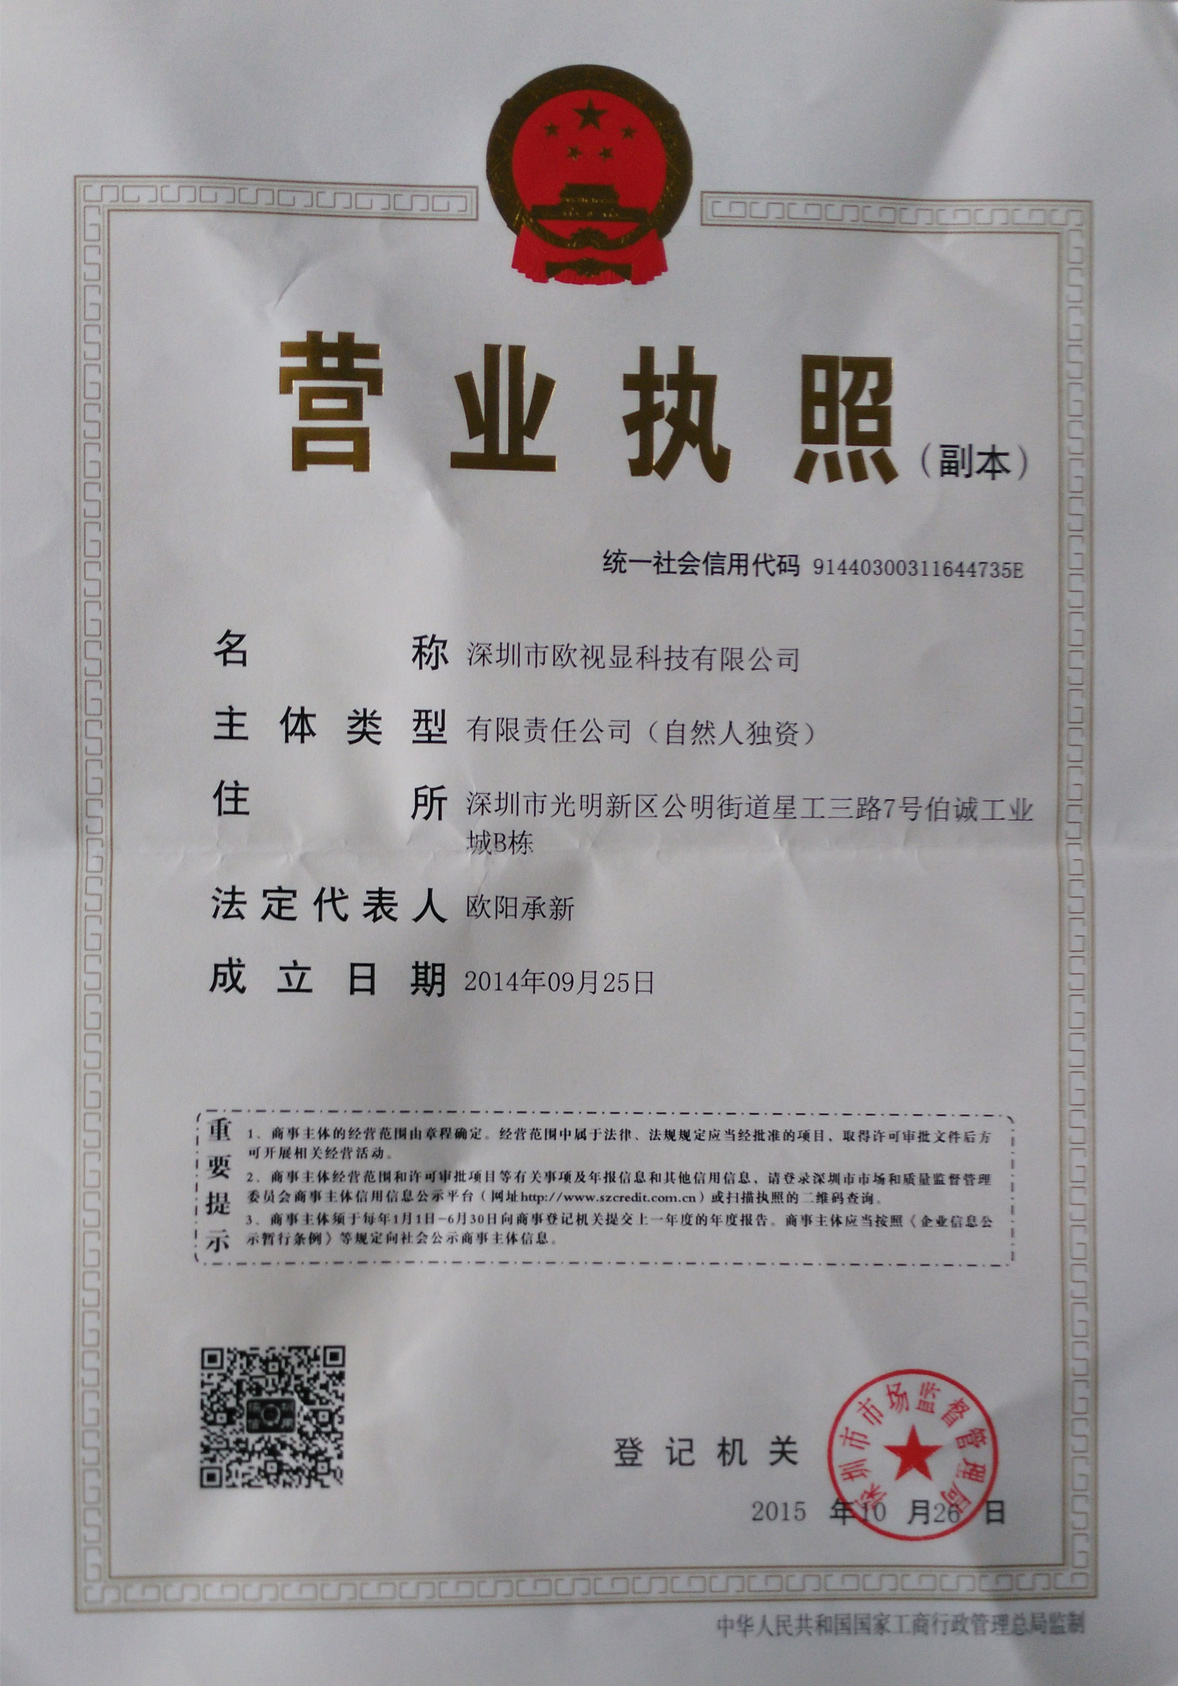 营业执照（副本）
统一社会信用代码 91440300311644735E
名称 深圳市欧视显科技有限公司
主体类型 有限责任公司（自然人独资）
住所 深圳市光明新区公明街道星工三路7号伯诚工业
城B栋
法定代表人 欧阳承新
成立日期 2014年09月25日
重要提示
1．商事主体的经营范围由章程确定。经营范围中属于法律、法规规定应当经批准的项目，取得许可审批文件后方
可开展相关经营活动。
2．商事主体经营范围和许可审批项目等有关事项及年报信息和其他信用信息，请登录深圳市市场和质量监督管理
委员会商事主体信用信息公示平台（网址http://www.szcredit.com.cn）或扫描执照的二维码查询。
3．商事主体须于每年1月1日-6月30日向商事登记机关提交上一年度的年度报告。商事主体应当按照《企业信息公
示暂行条例》等规定向社会公示商事主体信息。
登记机关
深圳市市场监督管理局
2015 年10 月26 日
中华人民共和国国家工商行政管理总局监制